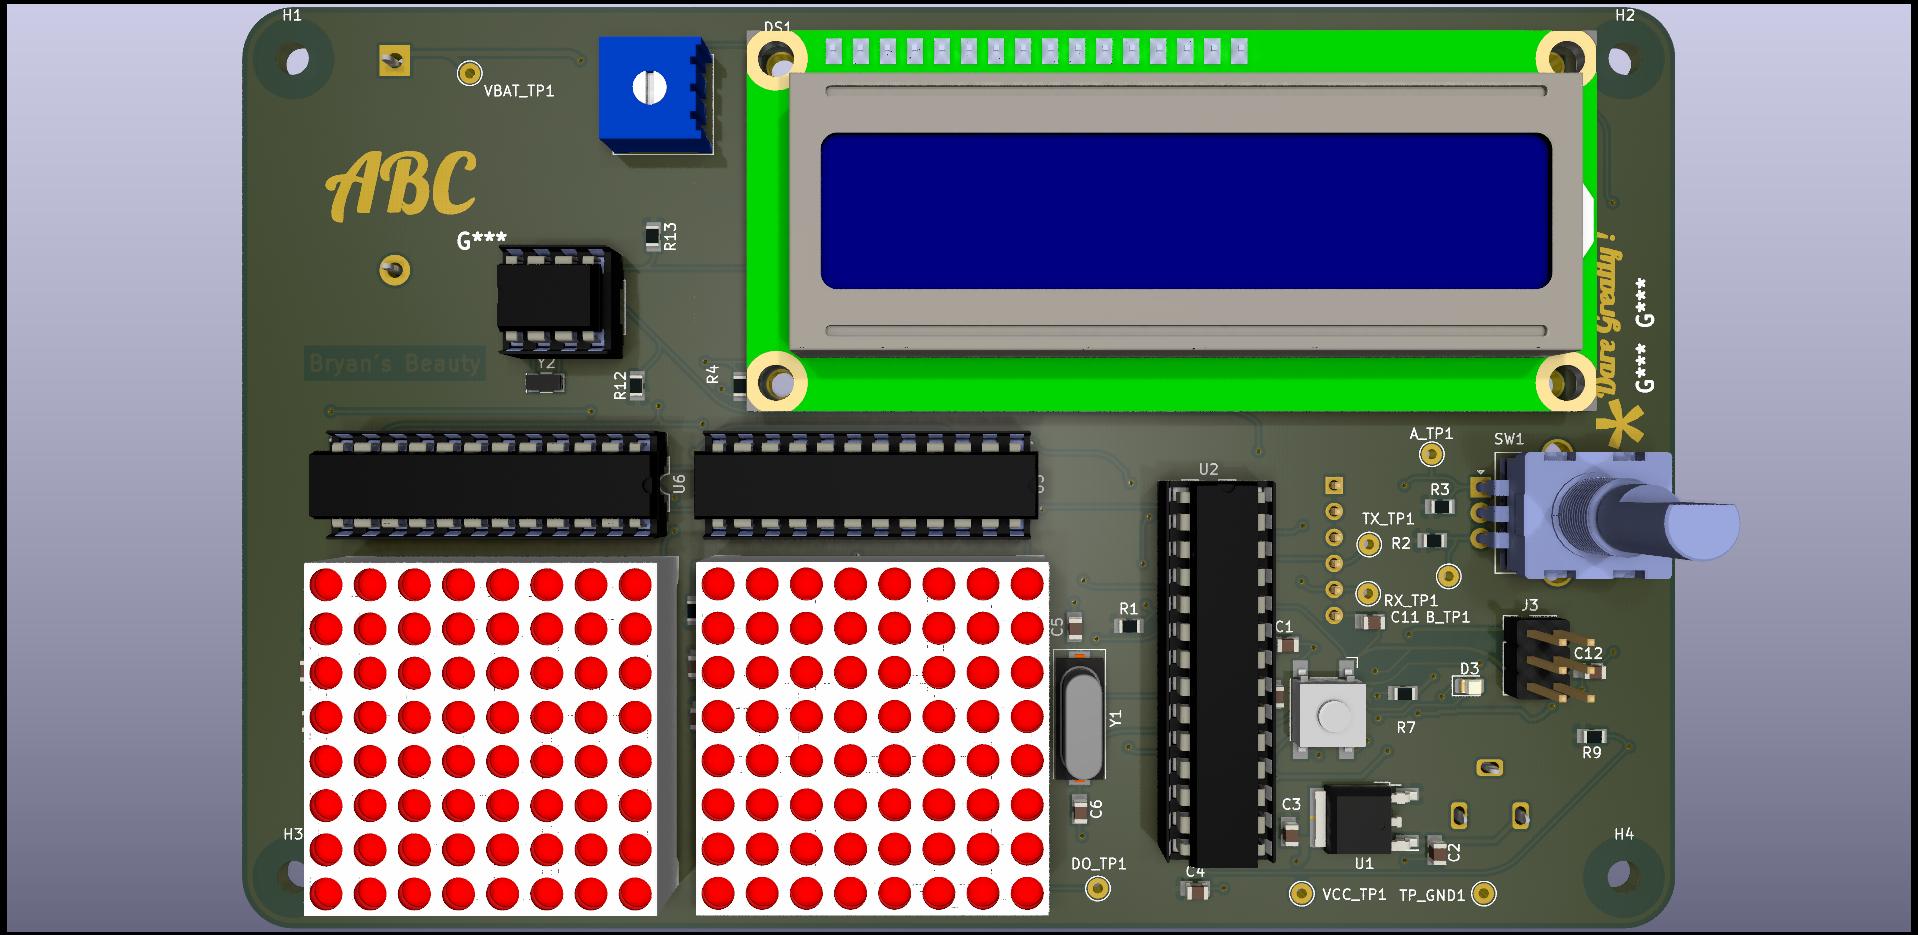 H1
DS1
H2
VBAT_TP1
ABC
G***
R13
Dare Greatly!
G*** G***
*
Bryan's Beauty
Y2
R12
R4
A_TP1
SW1
U6
U2
R3
TX_TP1
R2
RX_TP1
C11 B_TP1
J3
C5
R1
C1
C12
D3
Y1
R7
R9
C6
C3
C2
H3
H4
U1
DO_TP1
C4
VCC_TP1
TP_GND1